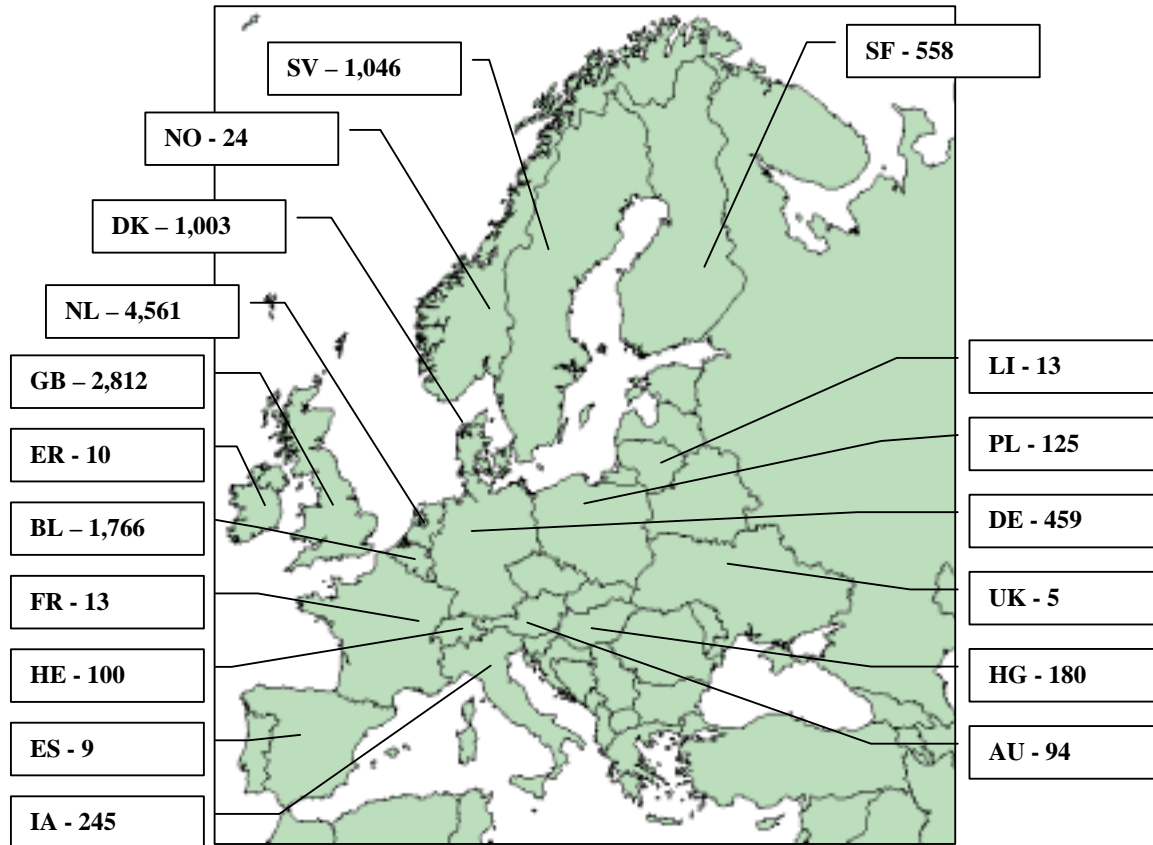 SV – 1,046
SF - 558
NO - 24
DK – 1,003
NL – 4,561
GB – 2,812
ER - 10
BL – 1,766
FR - 13
HE - 100
ES - 9
IA - 245
LI - 13
PL - 125
DE - 459
UK - 5
HG - 180
AU - 94